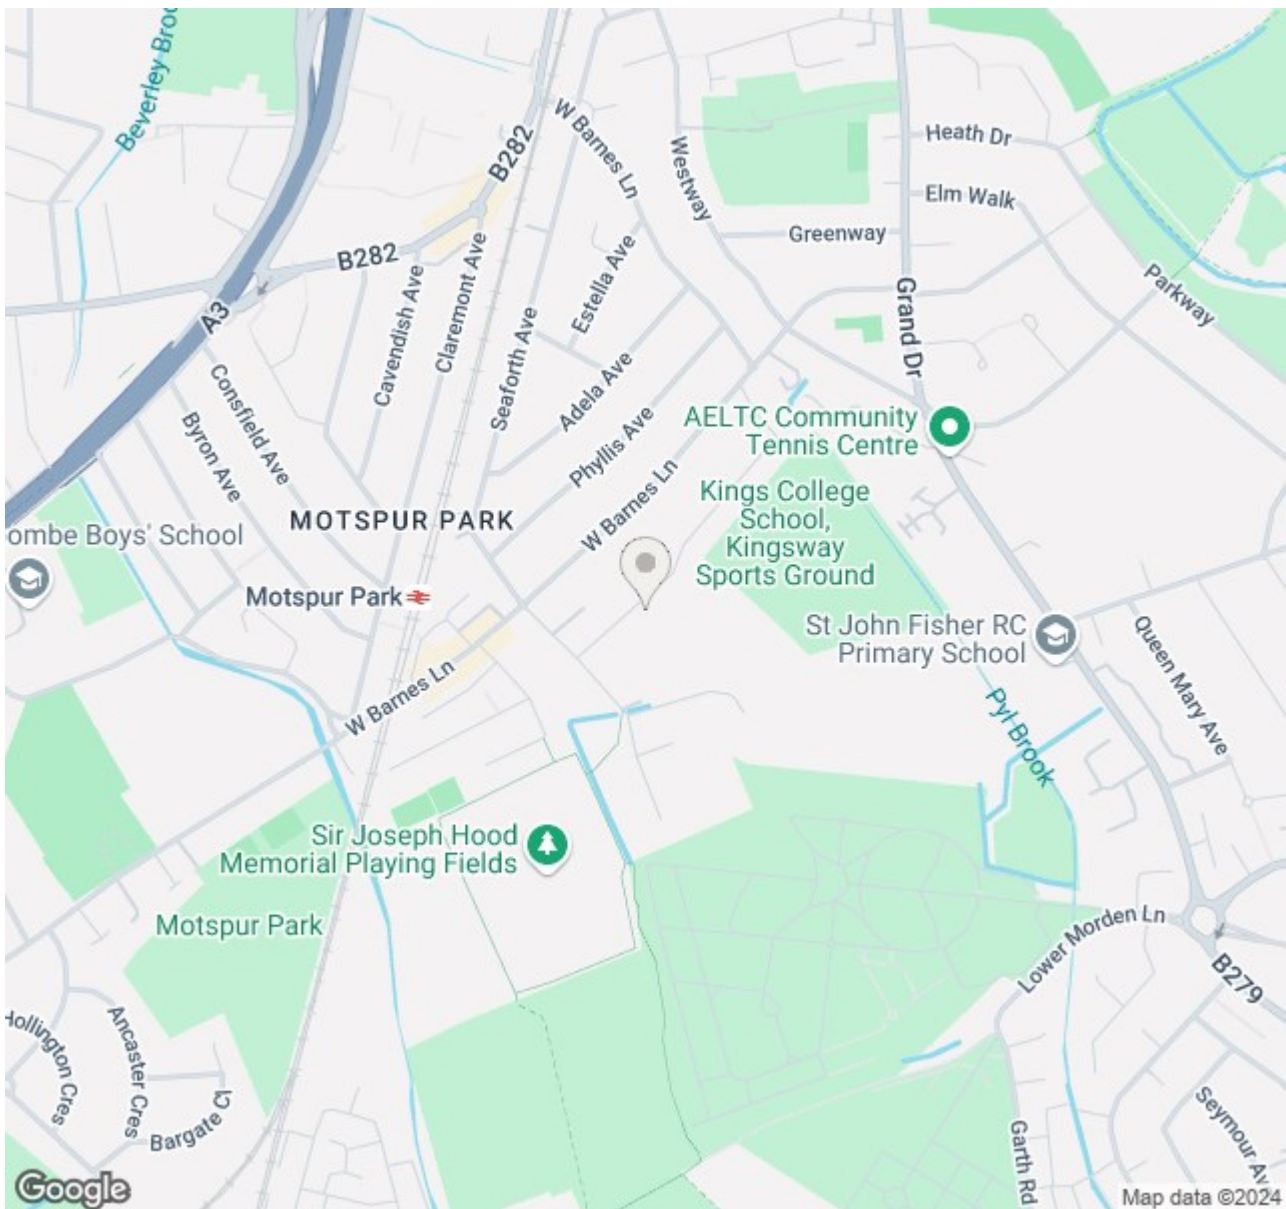 Beverley Broo
B282
W Barnes Ln
Westway
Heath Dr
Elm Walk
Greenway
B282
Parkway
Estella Ave
Cavendish Ave
Claremont Ave
Grand Dr
A3
Seaforth Ave
Adela Ave
Consfield Ave
Byron Ave
Phyllis Ave
AELTC Community
Tennis Centre
W Barnes Ln
Kings College
School,
Kingsway
Sports Ground
MOTSPUR PARK
ombe Boys' School
Motspur Park
St John Fisher RC
Primary School
Queen Mary Ave
W Barnes Ln
Pyl Brook
Sir Joseph Hood
Memorial Playing Fields
Motspur Park
Lower Morden Ln
B279
Hollington Cres
Ancaster Cres
Bargate Cl
Garth Rd
Seymour Av
Google
Map data ©2024